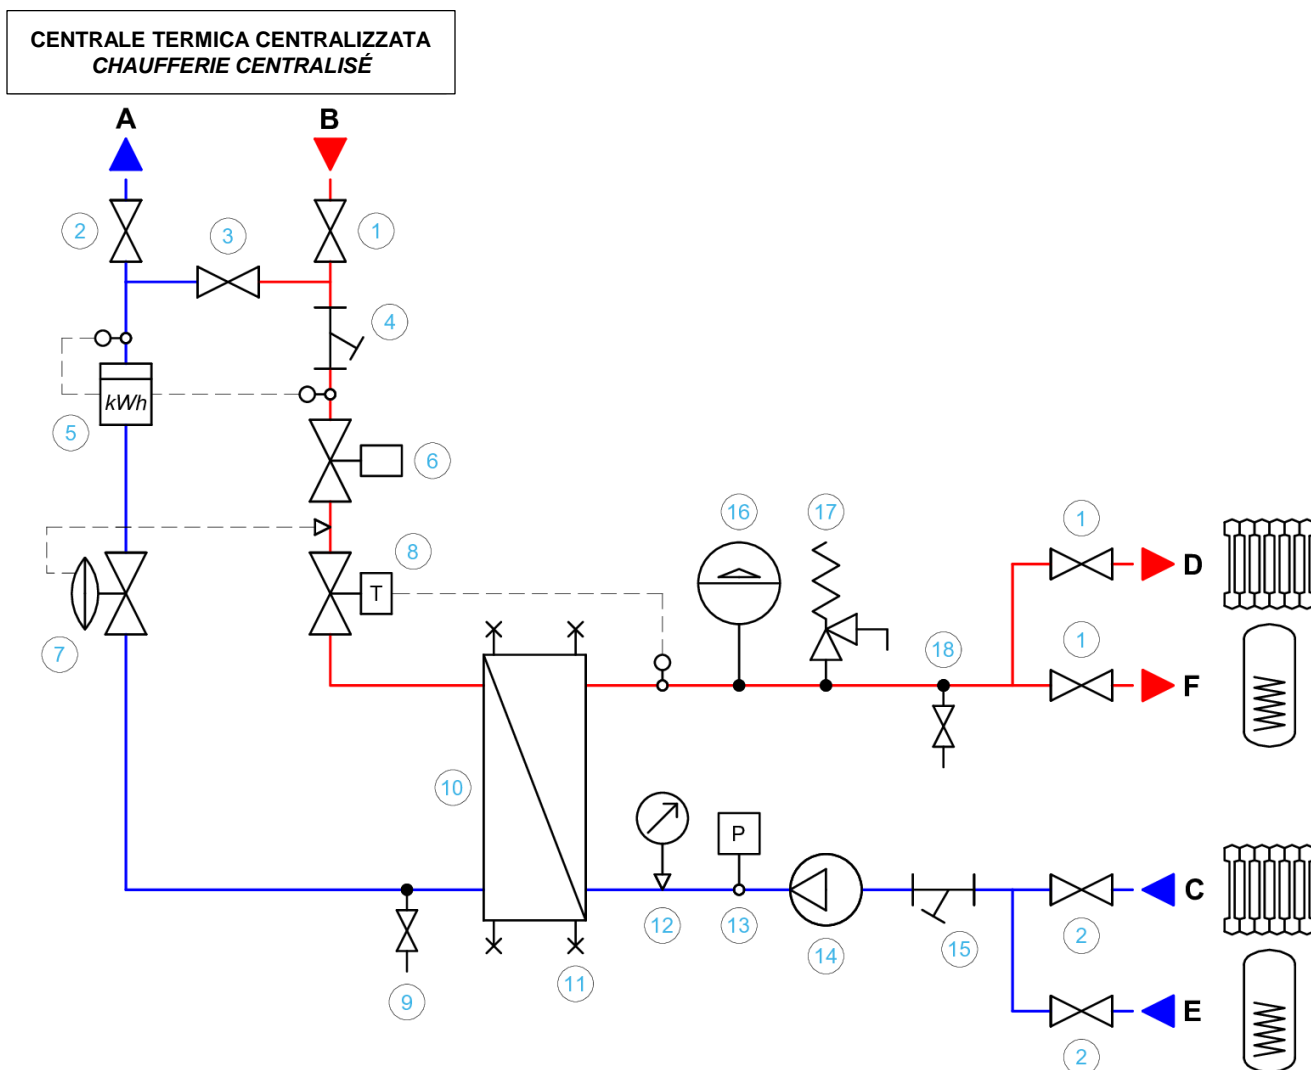 CENTRALE TERMICA CENTRALIZZATA
CHAUFFERIE CENTRALISÉ
A B
2 3 1
4
kWh
5 6
8
T
7
16 17 1
D
18 1
F
10
P
C
12 13 14 15 2
11
9
E
2